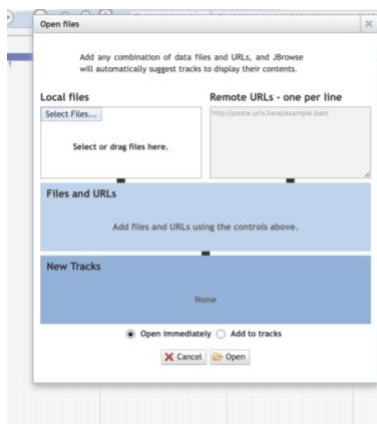 Open files
Add any combination of data files and URLs, and JBrowse
will automatically suggest tracks to display their contents.
Local files
Remote URLs - one per line
Select Files...
http://paste.urls.here/example.bam
Select or drag files here.
Files and URLs
Add files and URLs using the controls above.
New Tracks
None
Open immediately
Add to tracks
Cancel
Open